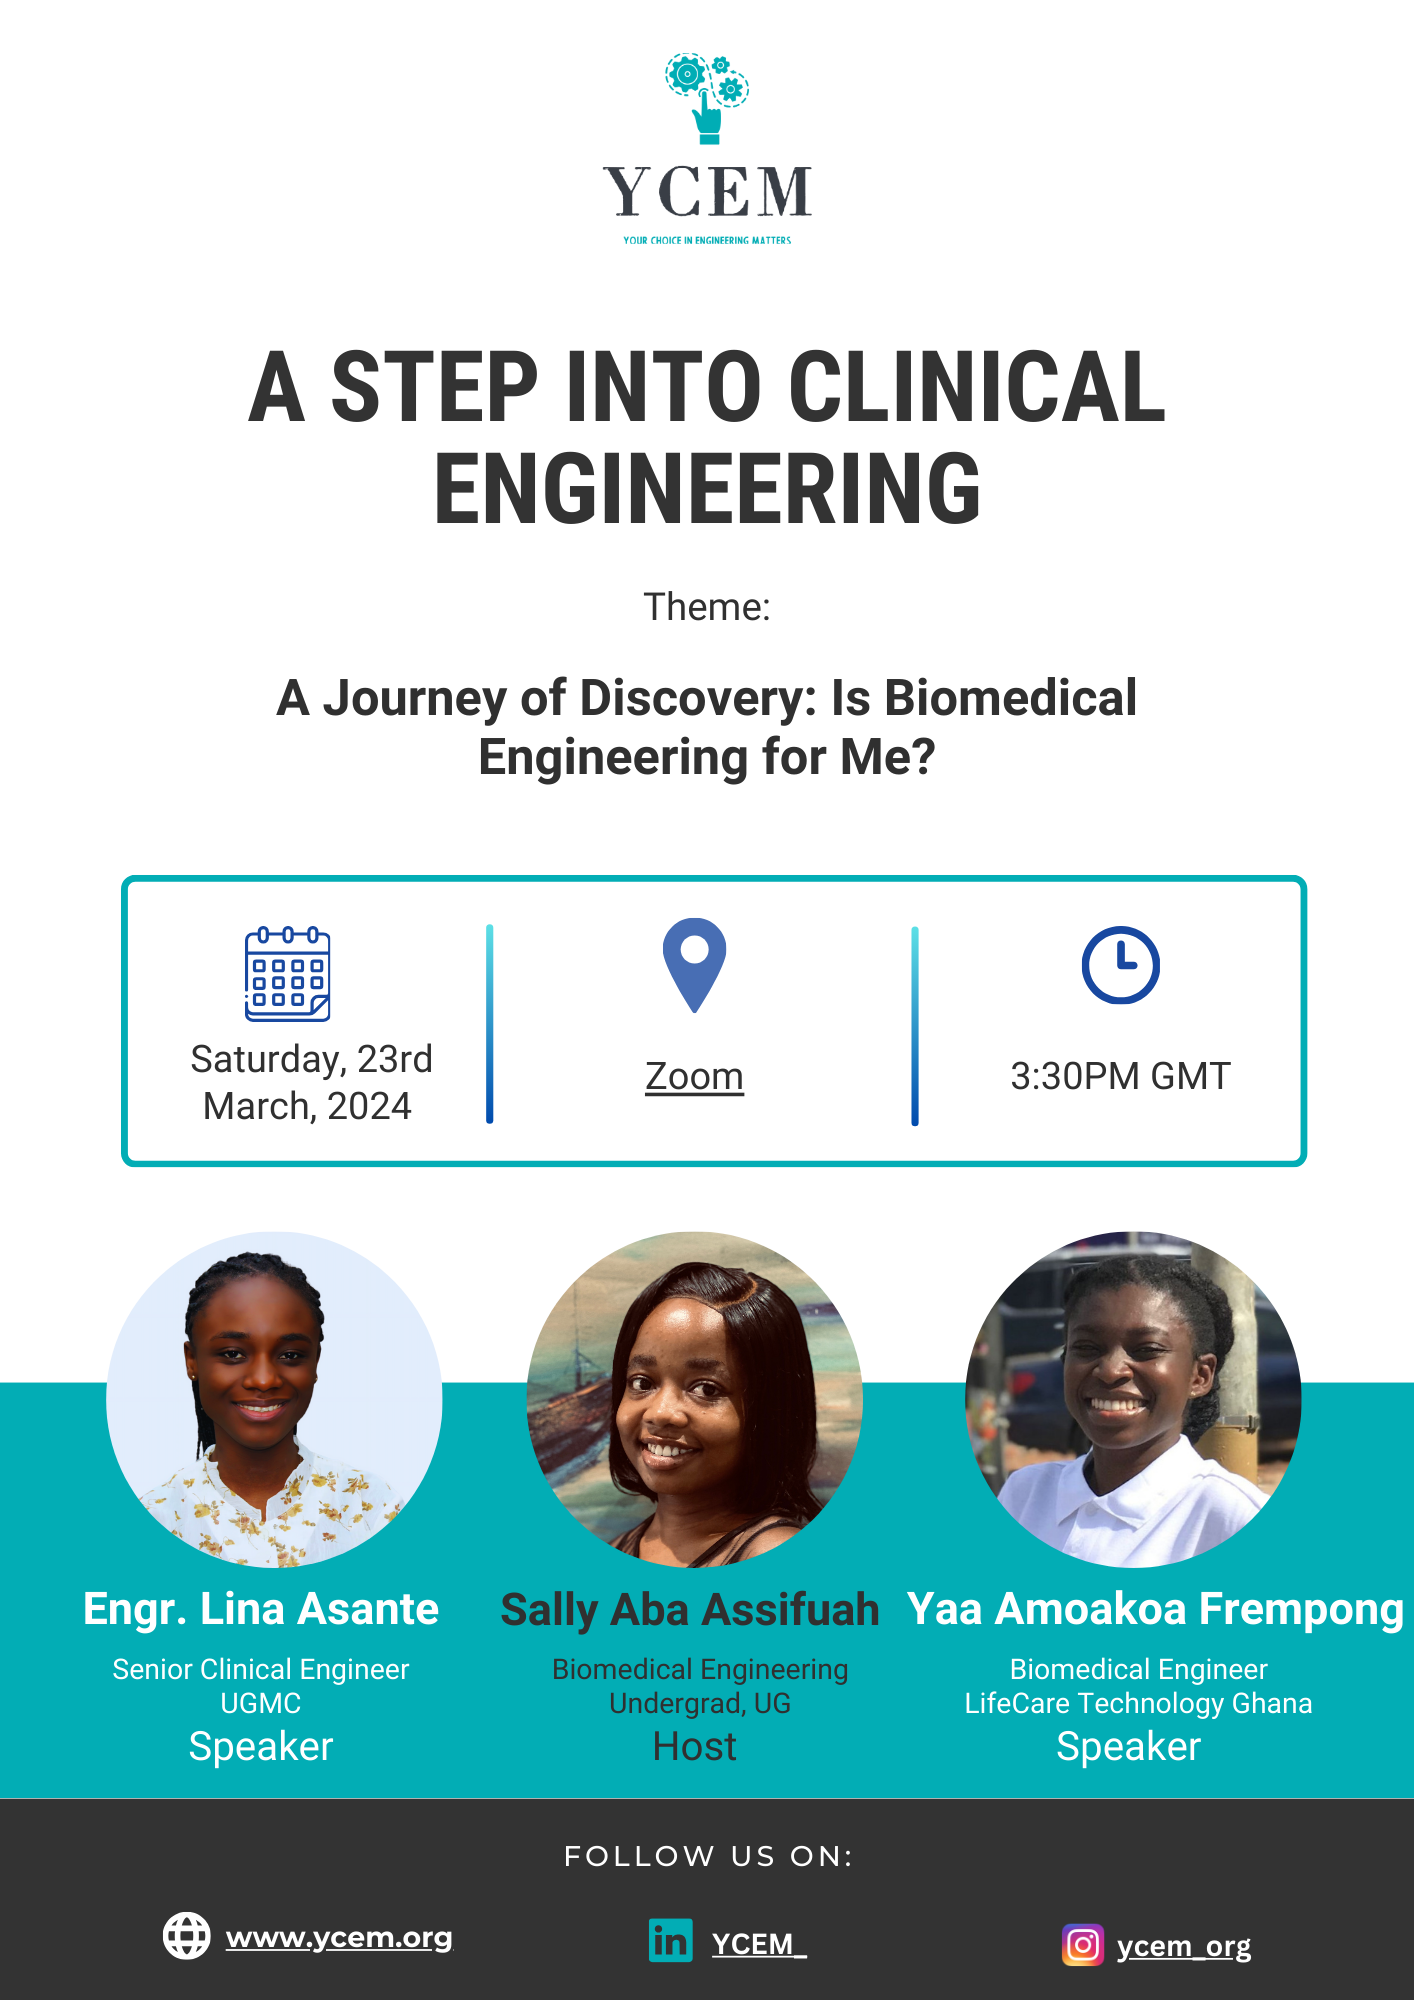 YCEM
YOUR CHOICE IN ENGINEERING MATTERS
A STEP INTO CLINICAL
ENGINEERING
Theme:
A Journey of Discovery: Is Biomedical
Engineering for Me?
Saturday, 23rd
March, 2024
Zoom
3:30PM GMT
Engr. Lina Asante
Senior Clinical Engineer
UGMC
Speaker
Sally Aba Assifuah
Biomedical Engineering
Undergrad, UG
Host
Yaa Amoakoa Frempong
Biomedical Engineer
LifeCare Technology Ghana
Speaker
FOLLOW US ON:
www.ycem.org
in
YCEM_
ycem_org